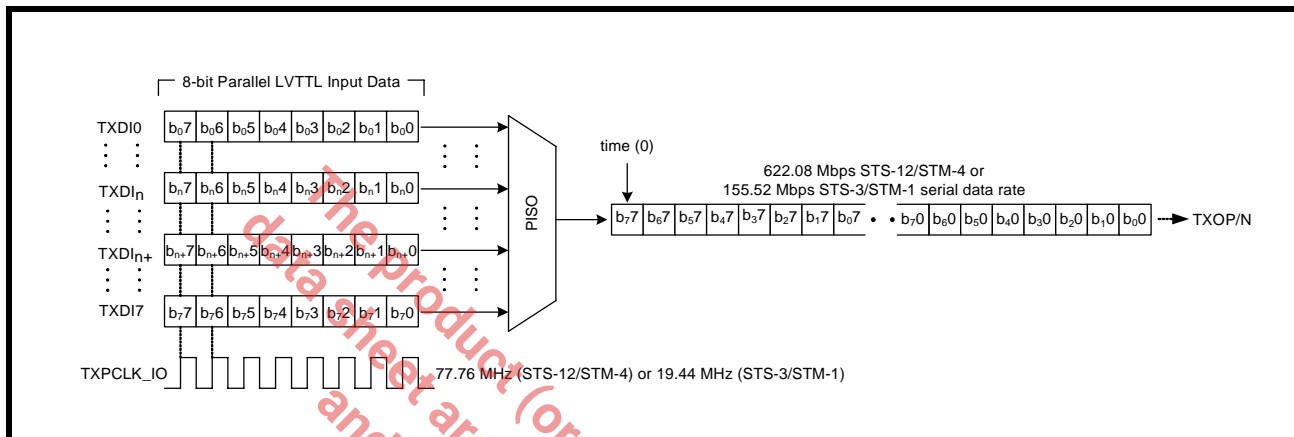 8-bit Parallel LVTTL Input Data
TXDI0 b₀7 b₀6 b₀5 b₀4 b₀3 b₀2 b₀1 b₀0
TXDIn bn7 bn6 bn5 bn4 bn3 bn2 bn1 bn0
TXDIn+ bn+7 bn+6 bn+5 bn+4 bn+3 bn+2 bn+1 bn+0
TXDI7 b₇7 b₇6 b₇5 b₇4 b₇3 b₇2 b₇1 b₇0
TXPCLK_IO
77.76 MHz (STS-12/STM-4) or 19.44 MHz (STS-3/STM-1)
PISO
time (0)
622.08 Mbps STS-12/STM-4 or
155.52 Mbps STS-3/STM-1 serial data rate
b₇7 b₆7 b₅7 b₄7 b₃7 b₂7 b₁7 b₀7 • • b₇0 b₆0 b₅0 b₄0 b₃0 b₂0 b₁0 b₀0
TXOP/N
The product (or
data sheet are
and